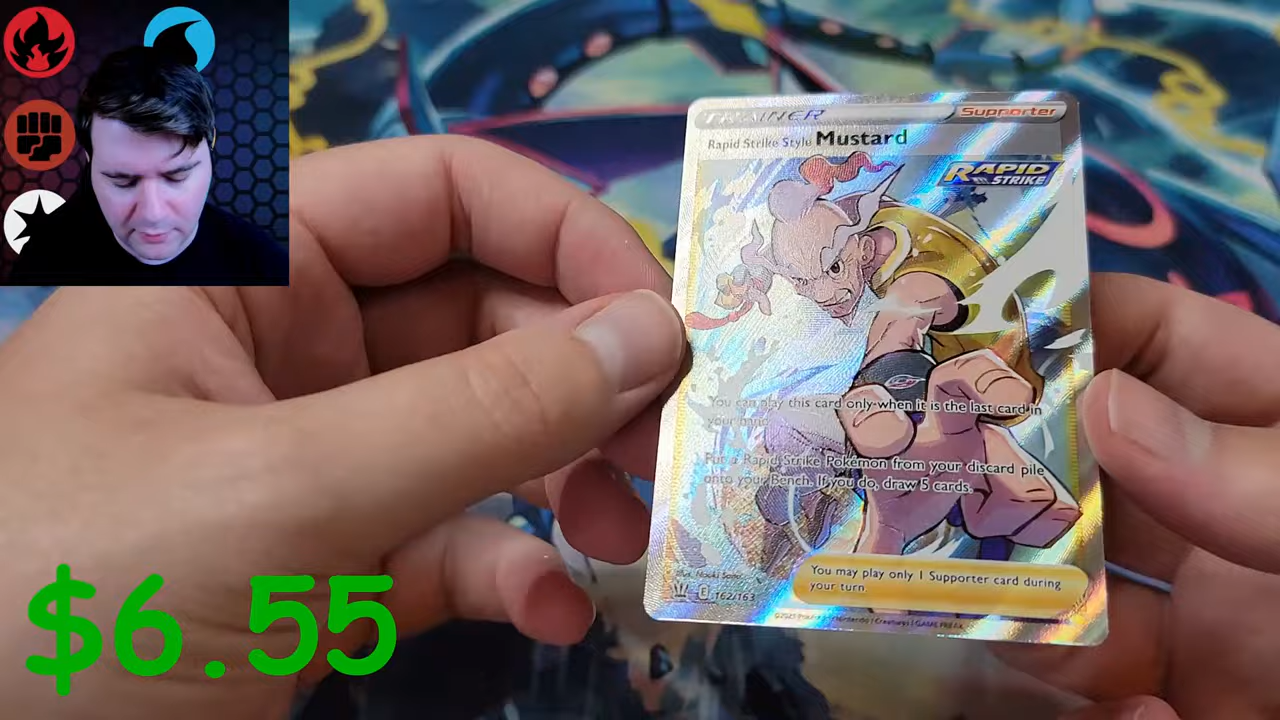 TRAINER
Supporter
Rapid Strike Style Mustard
RAPID
STRIKE
You can play this card only when it is the last card in
your hand.
Put a Rapid Strike Pokémon from your discard pile
onto your Bench. If you do, draw 5 cards.
You may play only 1 Supporter card during
your turn.
Illus. Naoki Saito
E 162/163
©2021 Pokémon / Nintendo / Creatures / GAME FREAK
$6.55